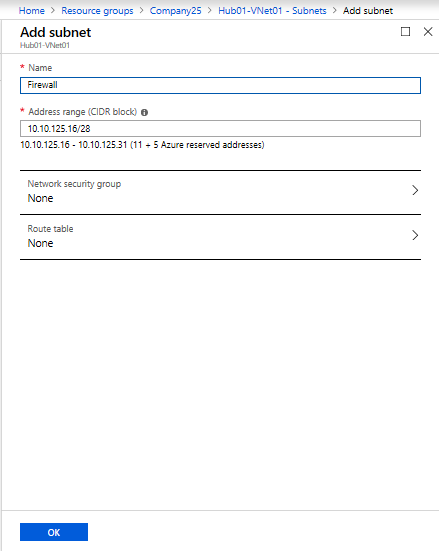 Home > Resource groups > Company25 > Hub01-VNet01 - Subnets > Add subnet
Add subnet
Hub01-VNet01
* Name
Firewall
* Address range (CIDR block)
10.10.125.16/28
10.10.125.16 - 10.10.125.31 (11 + 5 Azure reserved addresses)
Network security group
None
Route table
None
OK